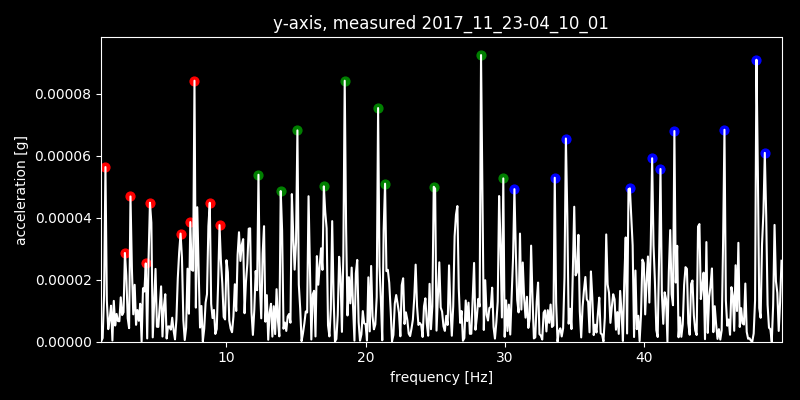 y-axis, measured 2017_11_23-04_10_01
acceleration [g]
0.00008
0.00006
0.00004
0.00002
0.00000
10 20 30 40
frequency [Hz]